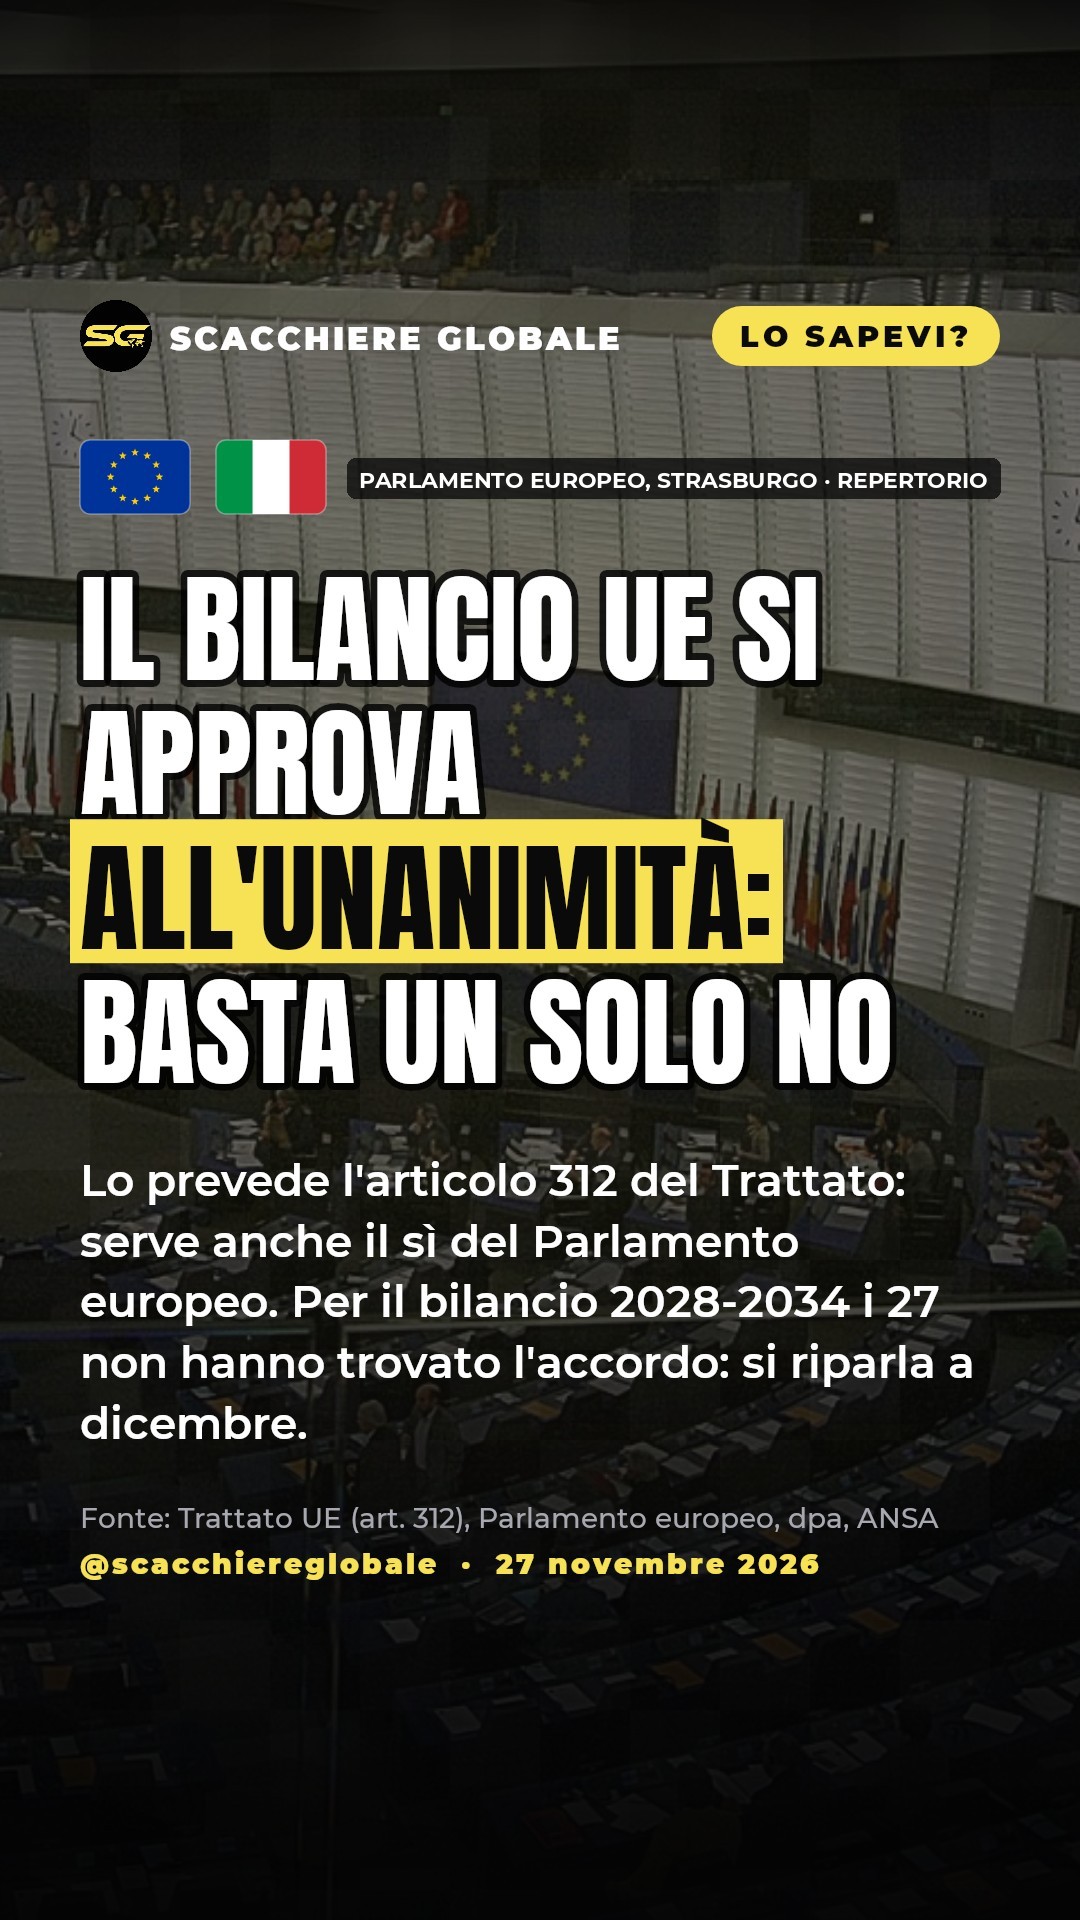 SG
SCACCHIERE GLOBALE
LO SAPEVI?
PARLAMENTO EUROPEO, STRASBURGO · REPERTORIO
IL BILANCIO UE SI
APPROVA
ALL'UNANIMITÀ:
BASTA UN SOLO NO
Lo prevede l'articolo 312 del Trattato:
serve anche il sì del Parlamento
europeo. Per il bilancio 2028-2034 i 27
non hanno trovato l'accordo: si riparla a
dicembre.
Fonte: Trattato UE (art. 312), Parlamento europeo, dpa, ANSA
@scacchiereglobale · 27 novembre 2026